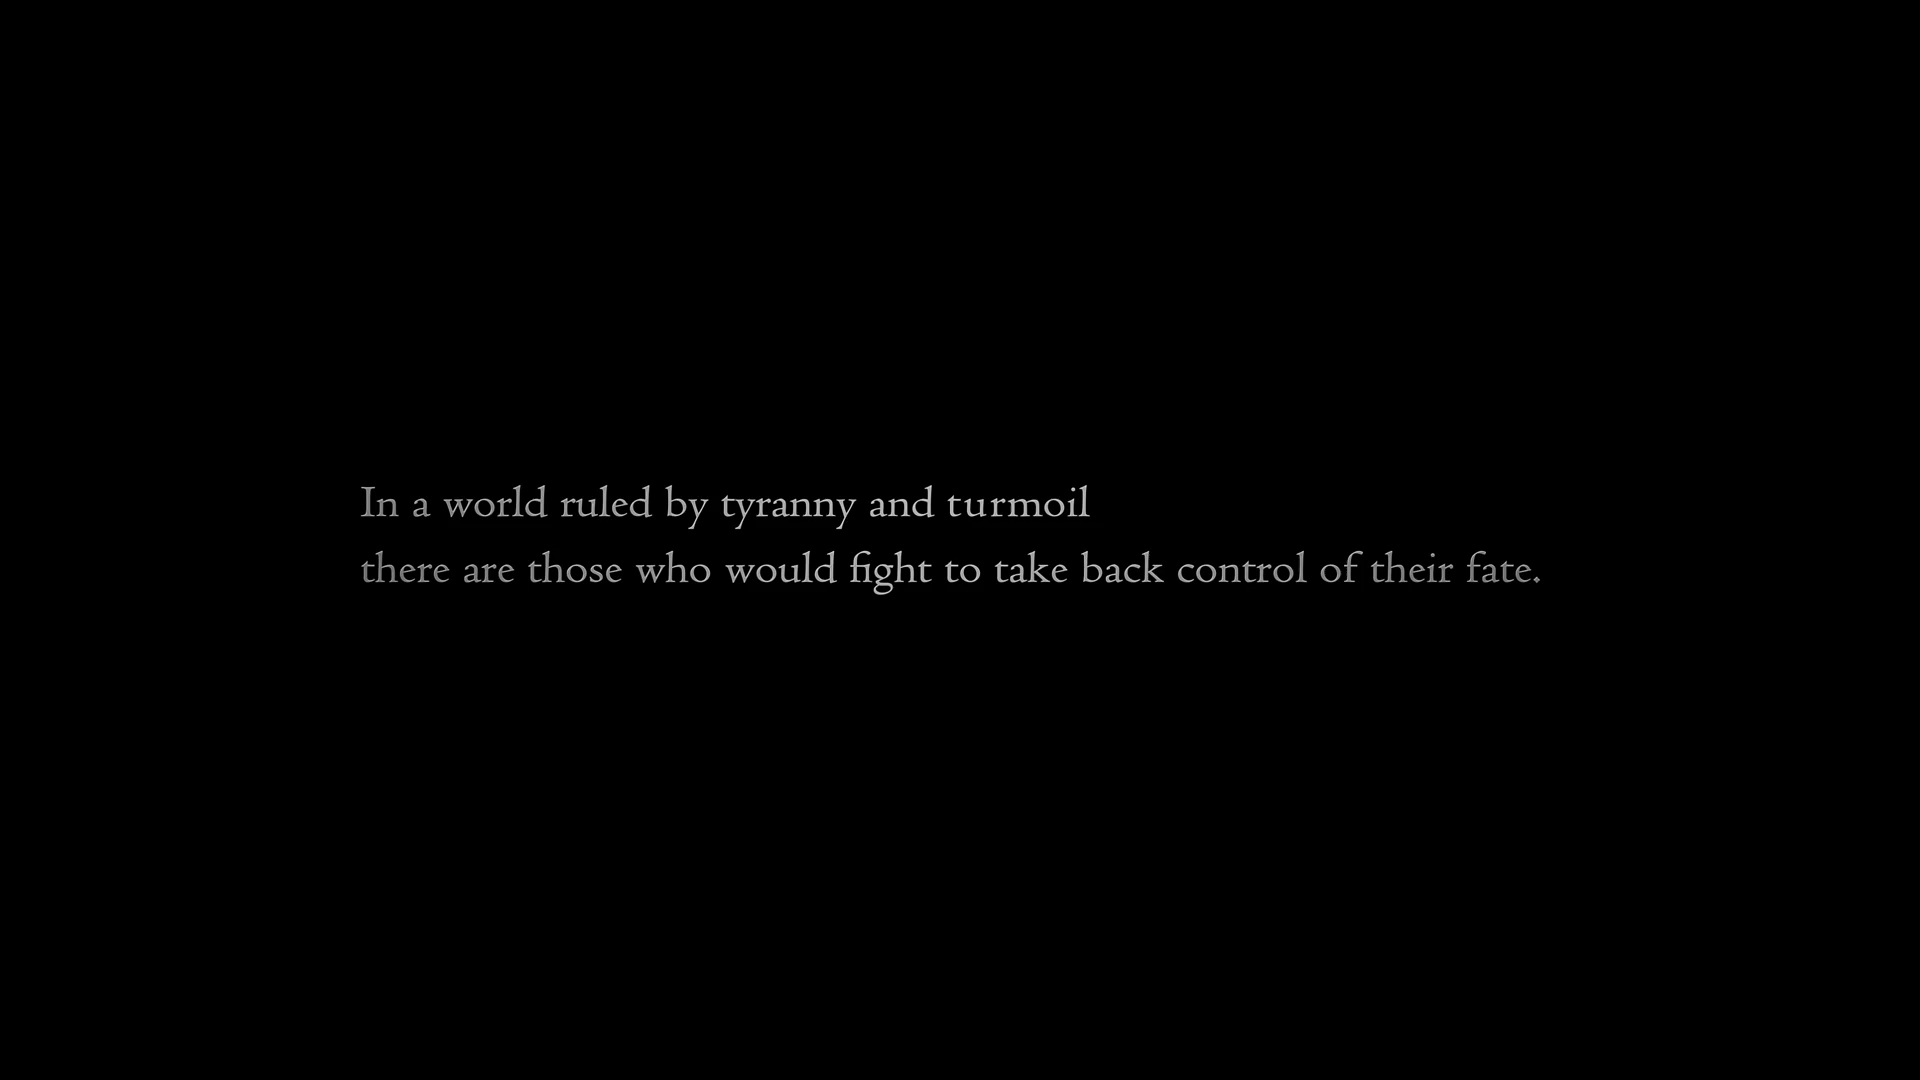 In a world ruled by tyranny and turmoil
there are those who would fight to take back control of their fate.